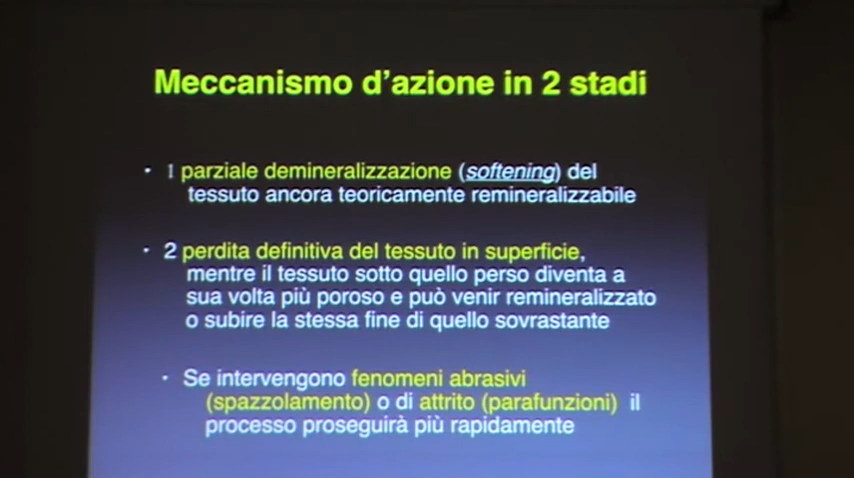 Meccanismo d'azione in 2 stadi
• 1 parziale demineralizzazione (softening) del
tessuto ancora teoricamente remineralizzabile
• 2 perdita definitiva del tessuto in superficie,
mentre il tessuto sotto quello perso diventa a
sua volta più poroso e può venir remineralizzato
o subire la stessa fine di quello sovrastante
• Se intervengono fenomeni abrasivi
(spazzolamento) o di attrito (parafunzioni) il
processo proseguirà più rapidamente